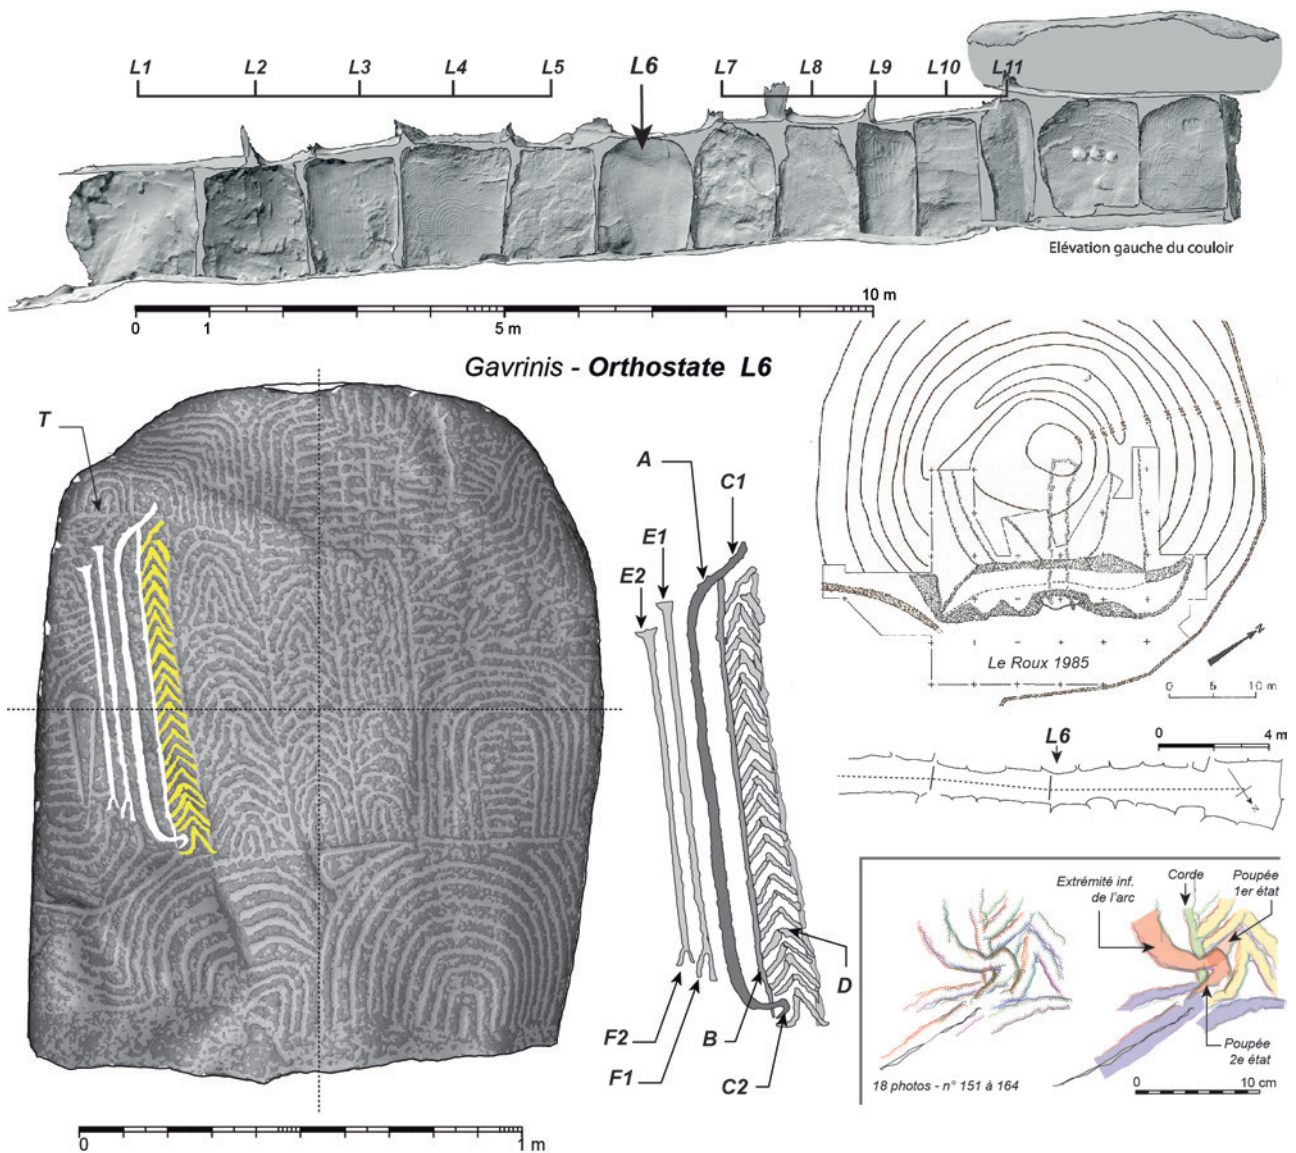 L1 L2 L3 L4 L5 L6 L7 L8 L9 L10 L11
Elévation gauche du couloir
10 m
0 1 5 m
Gavrinis - Orthostate L6
T
A
C1
E1
E2
D
F2
B
F1
C2
0 1 m
Le Roux 1985
N
0 5 10 m
0 4 m
L6
N
Extrémité inf.
de l'arc
Corde
Poupée
1er état
Poupée
2e état
18 photos - n° 151 à 164
0 10 cm